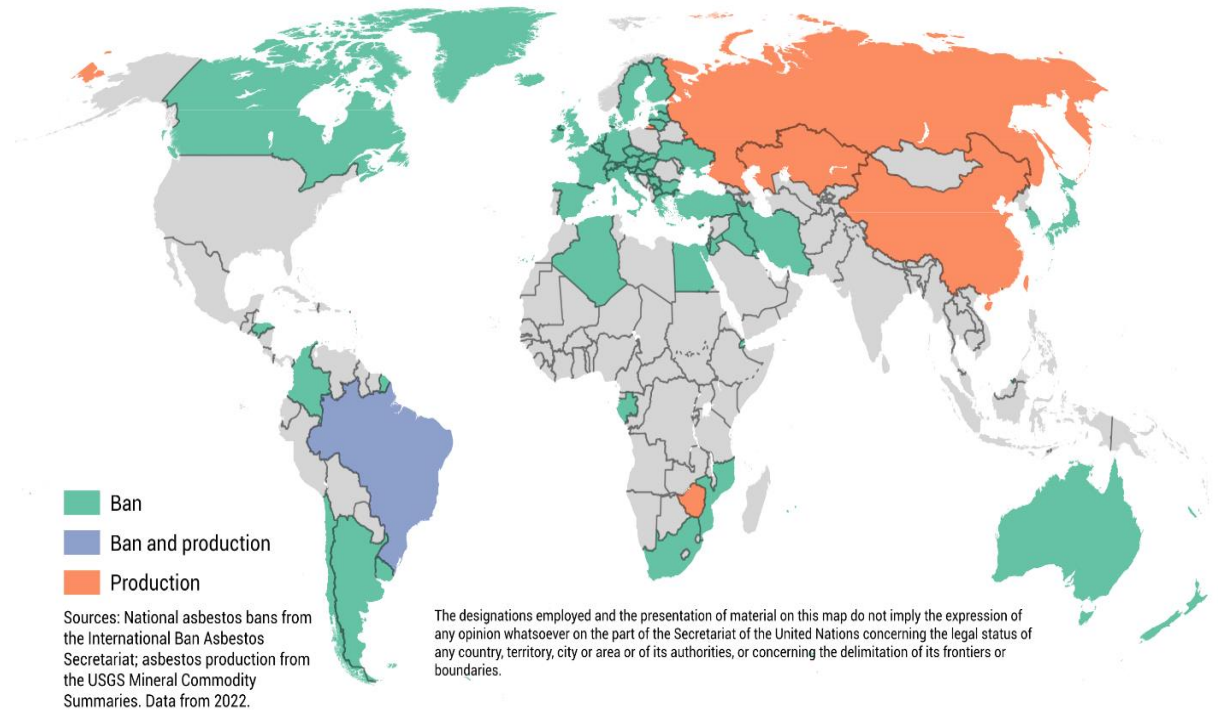 Ban
Ban and production
Production
Sources: National asbestos bans from
the International Ban Asbestos
Secretariat; asbestos production from
the USGS Mineral Commodity
Summaries. Data from 2022.
The designations employed and the presentation of material on this map do not imply the expression of
any opinion whatsoever on the part of the Secretariat of the United Nations concerning the legal status of
any country, territory, city or area or of its authorities, or concerning the delimitation of its frontiers or
boundaries.